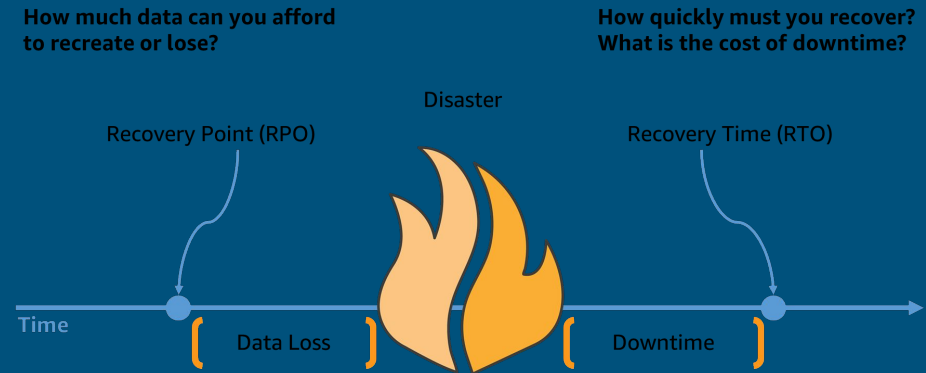 How much data can you afford
to recreate or lose?
How quickly must you recover?
What is the cost of downtime?
Disaster
Recovery Point (RPO)
Recovery Time (RTO)
Time
Data Loss
Downtime